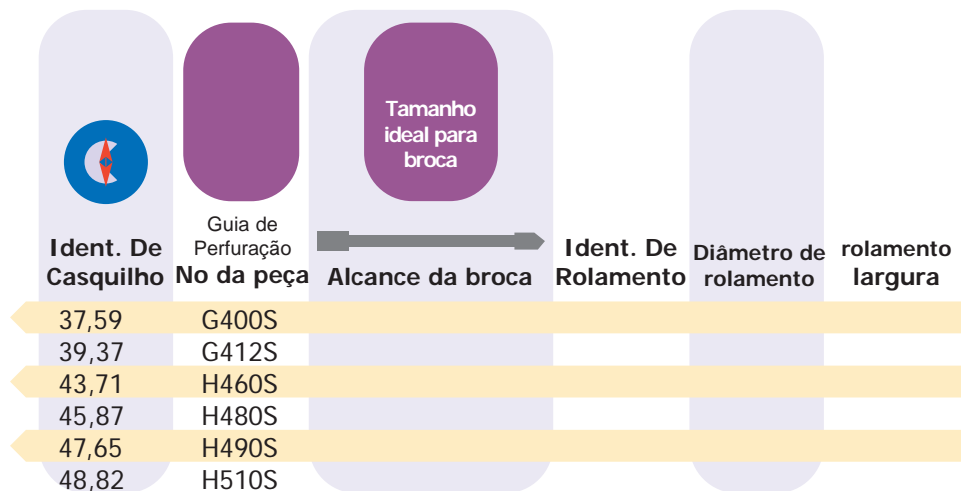 Tamanho
ideal para
broca
Ident. De
Casquilho
Guia de
Perfuração
No da peça
Alcance da broca
Ident. De
Rolamento
Diâmetro de
rolamento
rolamento
largura
37,59 G400S
39,37 G412S
43,71 H460S
45,87 H480S
47,65 H490S
48,82 H510S